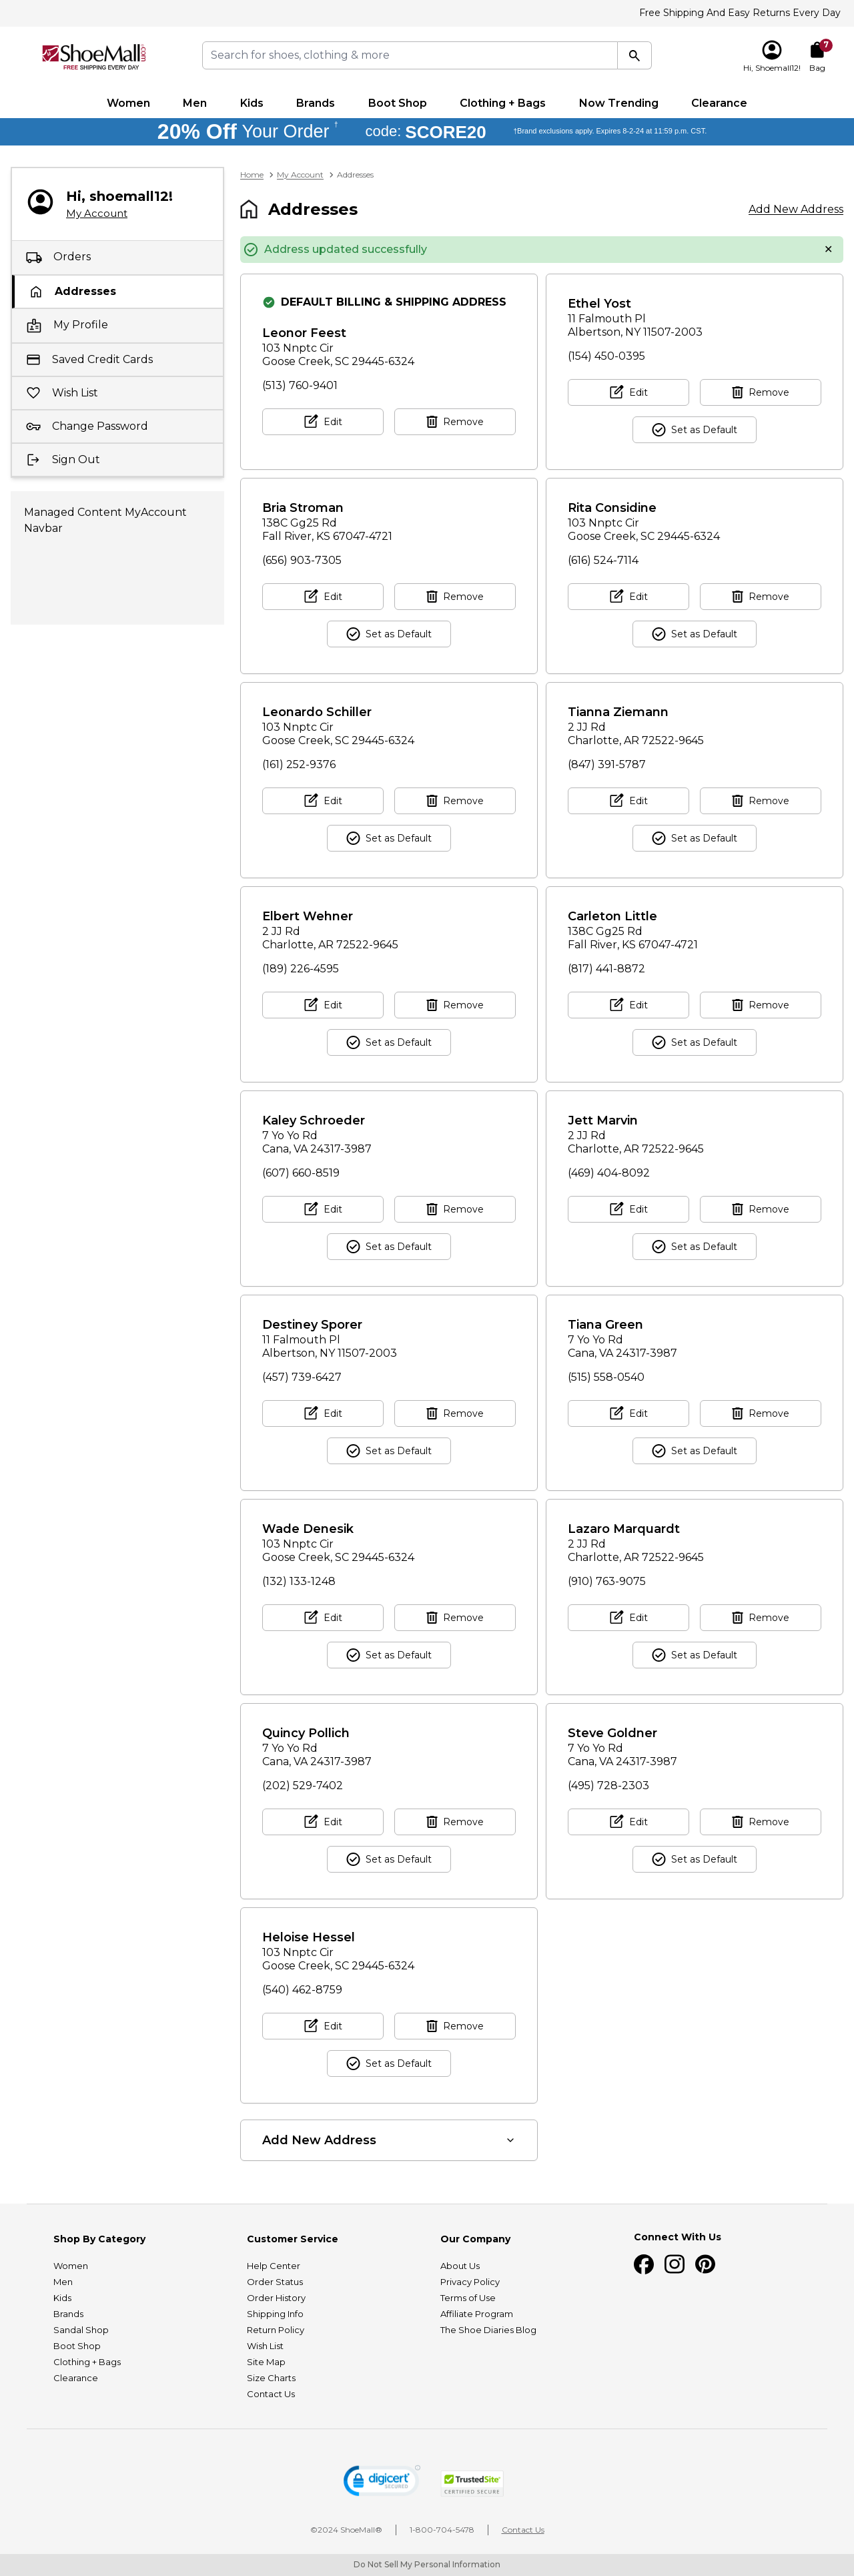 Free Shipping And Easy Returns Every Day
ShoeMall.com
FREE SHIPPING EVERY DAY
Search for shoes, clothing & more
7
Hi, Shoemall12!
Bag
Women Men Kids Brands Boot Shop Clothing + Bags Now Trending Clearance
20% Off Your Order † code: SCORE20 †Brand exclusions apply. Expires 8-2-24 at 11:59 p.m. CST.
Hi, shoemall12!
My Account
Orders
Addresses
My Profile
Saved Credit Cards
Wish List
Change Password
Sign Out
Managed Content MyAccount
Navbar
Home > My Account > Addresses
Addresses
Add New Address
Address updated successfully
DEFAULT BILLING & SHIPPING ADDRESS
Leonor Feest
103 Nnptc Cir
Goose Creek, SC 29445-6324
(513) 760-9401
Edit Remove
Ethel Yost
11 Falmouth Pl
Albertson, NY 11507-2003
(154) 450-0395
Edit Remove
Set as Default
Bria Stroman
138C Gg25 Rd
Fall River, KS 67047-4721
(656) 903-7305
Edit Remove
Set as Default
Rita Considine
103 Nnptc Cir
Goose Creek, SC 29445-6324
(616) 524-7114
Edit Remove
Set as Default
Leonardo Schiller
103 Nnptc Cir
Goose Creek, SC 29445-6324
(161) 252-9376
Edit Remove
Set as Default
Tianna Ziemann
2 JJ Rd
Charlotte, AR 72522-9645
(847) 391-5787
Edit Remove
Set as Default
Elbert Wehner
2 JJ Rd
Charlotte, AR 72522-9645
(189) 226-4595
Edit Remove
Set as Default
Carleton Little
138C Gg25 Rd
Fall River, KS 67047-4721
(817) 441-8872
Edit Remove
Set as Default
Kaley Schroeder
7 Yo Yo Rd
Cana, VA 24317-3987
(607) 660-8519
Edit Remove
Set as Default
Jett Marvin
2 JJ Rd
Charlotte, AR 72522-9645
(469) 404-8092
Edit Remove
Set as Default
Destiney Sporer
11 Falmouth Pl
Albertson, NY 11507-2003
(457) 739-6427
Edit Remove
Set as Default
Tiana Green
7 Yo Yo Rd
Cana, VA 24317-3987
(515) 558-0540
Edit Remove
Set as Default
Wade Denesik
103 Nnptc Cir
Goose Creek, SC 29445-6324
(132) 133-1248
Edit Remove
Set as Default
Lazaro Marquardt
2 JJ Rd
Charlotte, AR 72522-9645
(910) 763-9075
Edit Remove
Set as Default
Quincy Pollich
7 Yo Yo Rd
Cana, VA 24317-3987
(202) 529-7402
Edit Remove
Set as Default
Steve Goldner
7 Yo Yo Rd
Cana, VA 24317-3987
(495) 728-2303
Edit Remove
Set as Default
Heloise Hessel
103 Nnptc Cir
Goose Creek, SC 29445-6324
(540) 462-8759
Edit Remove
Set as Default
Add New Address
Shop By Category
Women
Men
Kids
Brands
Sandal Shop
Boot Shop
Clothing + Bags
Clearance
Customer Service
Help Center
Order Status
Order History
Shipping Info
Return Policy
Wish List
Site Map
Size Charts
Contact Us
Our Company
About Us
Privacy Policy
Terms of Use
Affiliate Program
The Shoe Diaries Blog
Connect With Us
digicert
SECURED
TrustedSite
CERTIFIED SECURE
©2024 ShoeMall® | 1-800-704-5478 | Contact Us
Do Not Sell My Personal Information